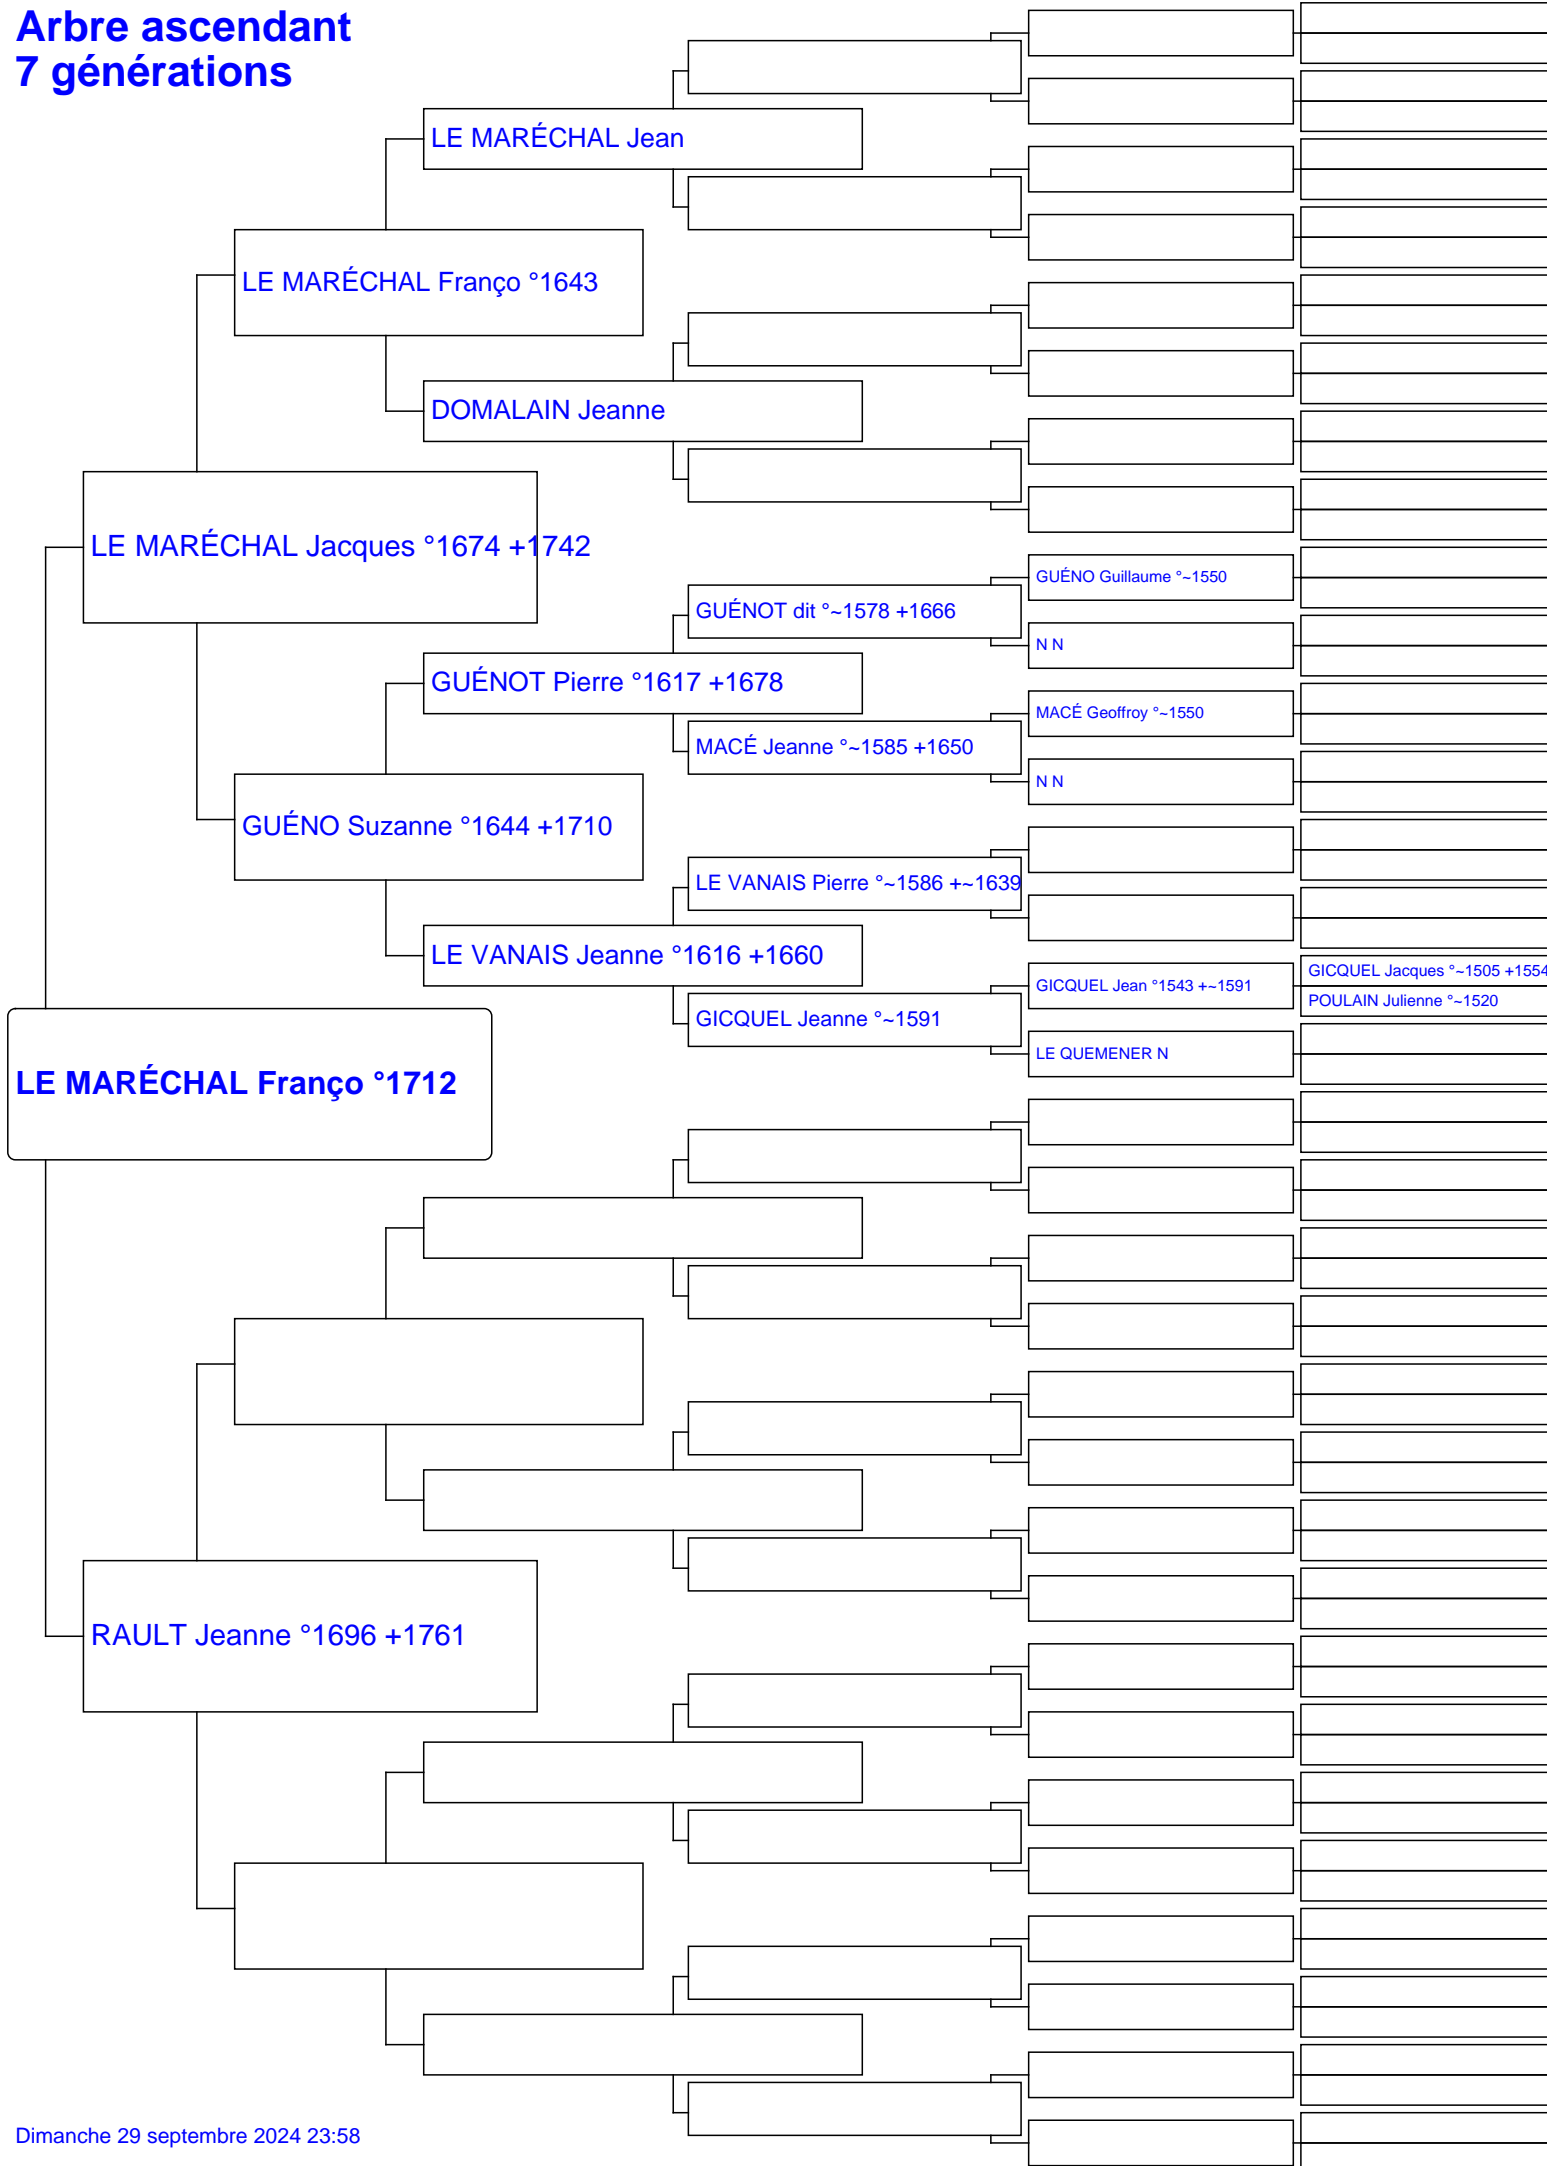 Arbre ascendant
7 générations
LE MARÉCHAL Jean
LE MARÉCHAL Franço °1643
DOMALAIN Jeanne
LE MARÉCHAL Jacques °1674 +1742
GUÉNO Guillaume °~1550
GUÉNOT dit °~1578 +1666
N N
GUÉNOT Pierre °1617 +1678
MACÉ Geoffroy °~1550
MACÉ Jeanne °~1585 +1650
N N
GUÉNO Suzanne °1644 +1710
LE VANAIS Pierre °~1586 +~1639
LE VANAIS Jeanne °1616 +1660
GICQUEL Jacques °~1505 +1554
GICQUEL Jean °1543 +~1591
POULAIN Julienne °~1520
GICQUEL Jeanne °~1591
LE QUEMENER N
LE MARÉCHAL Franço °1712
RAULT Jeanne °1696 +1761
Dimanche 29 septembre 2024 23:58